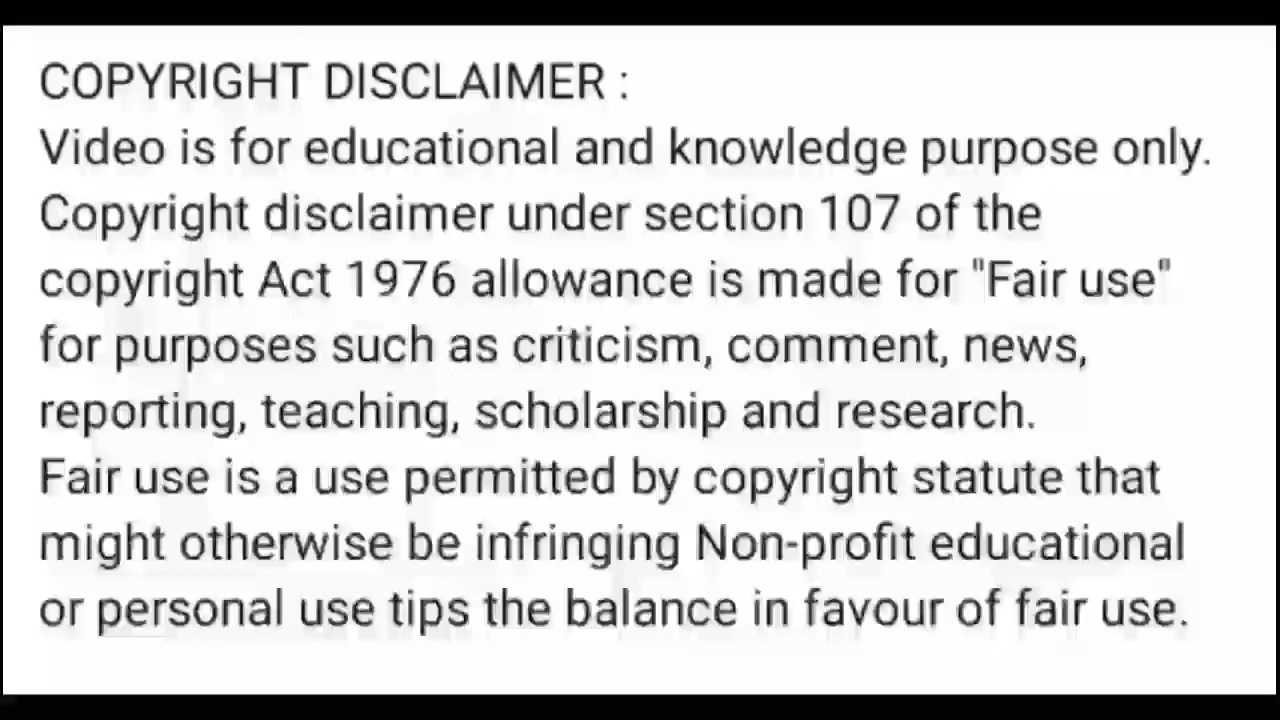 COPYRIGHT DISCLAIMER :
Video is for educational and knowledge purpose only.
Copyright disclaimer under section 107 of the
copyright Act 1976 allowance is made for "Fair use"
for purposes such as criticism, comment, news,
reporting, teaching, scholarship and research.
Fair use is a use permitted by copyright statute that
might otherwise be infringing Non-profit educational
or personal use tips the balance in favour of fair use.